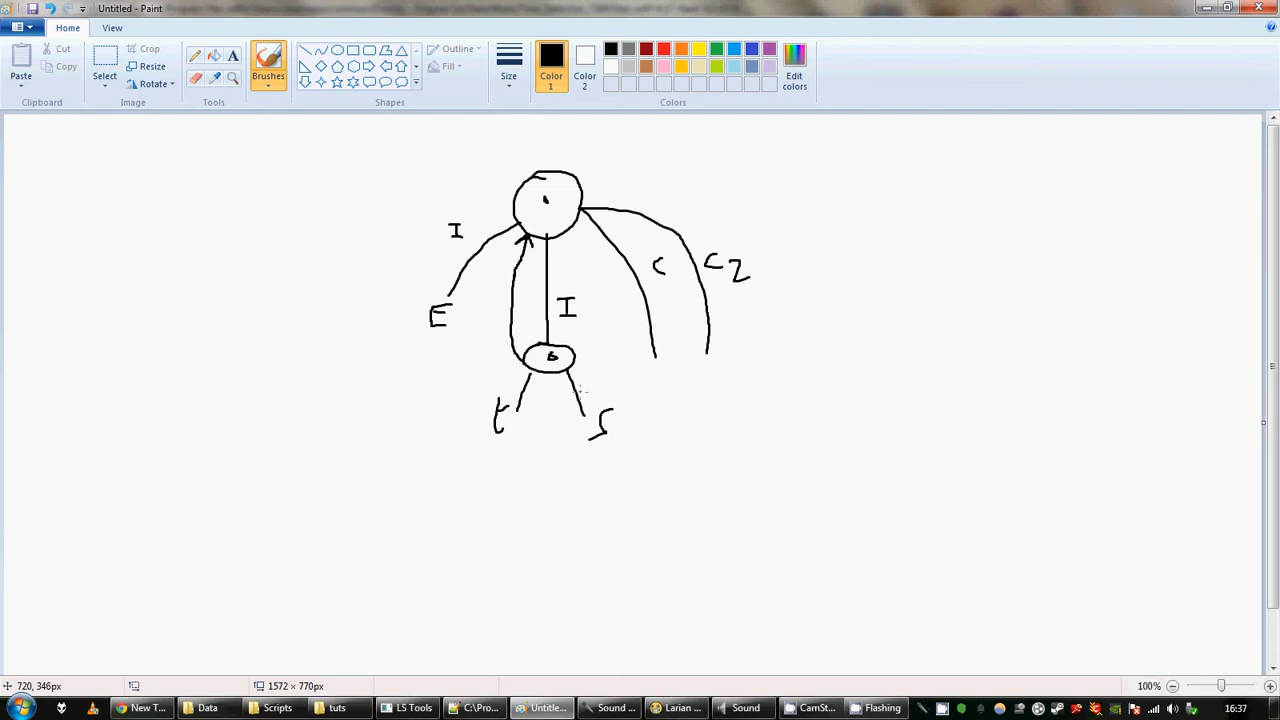 Untitled - Paint
Home
View
Paste
Cut
Copy
Clipboard
Select
Crop
Resize
Rotate
Image
A
Tools
Brushes
Outline
Fill
Shapes
Size
Color 1
Color 2
Edit colors
Colors
I
C
C2
E
I
t
S
720, 346px
1572 × 770px
100%
New T...
Data
Scripts
tuts
LS Tools
C:\Pro...
Untitle...
Sound ...
Larian ...
Sound
CamSt...
Flashing
16:37